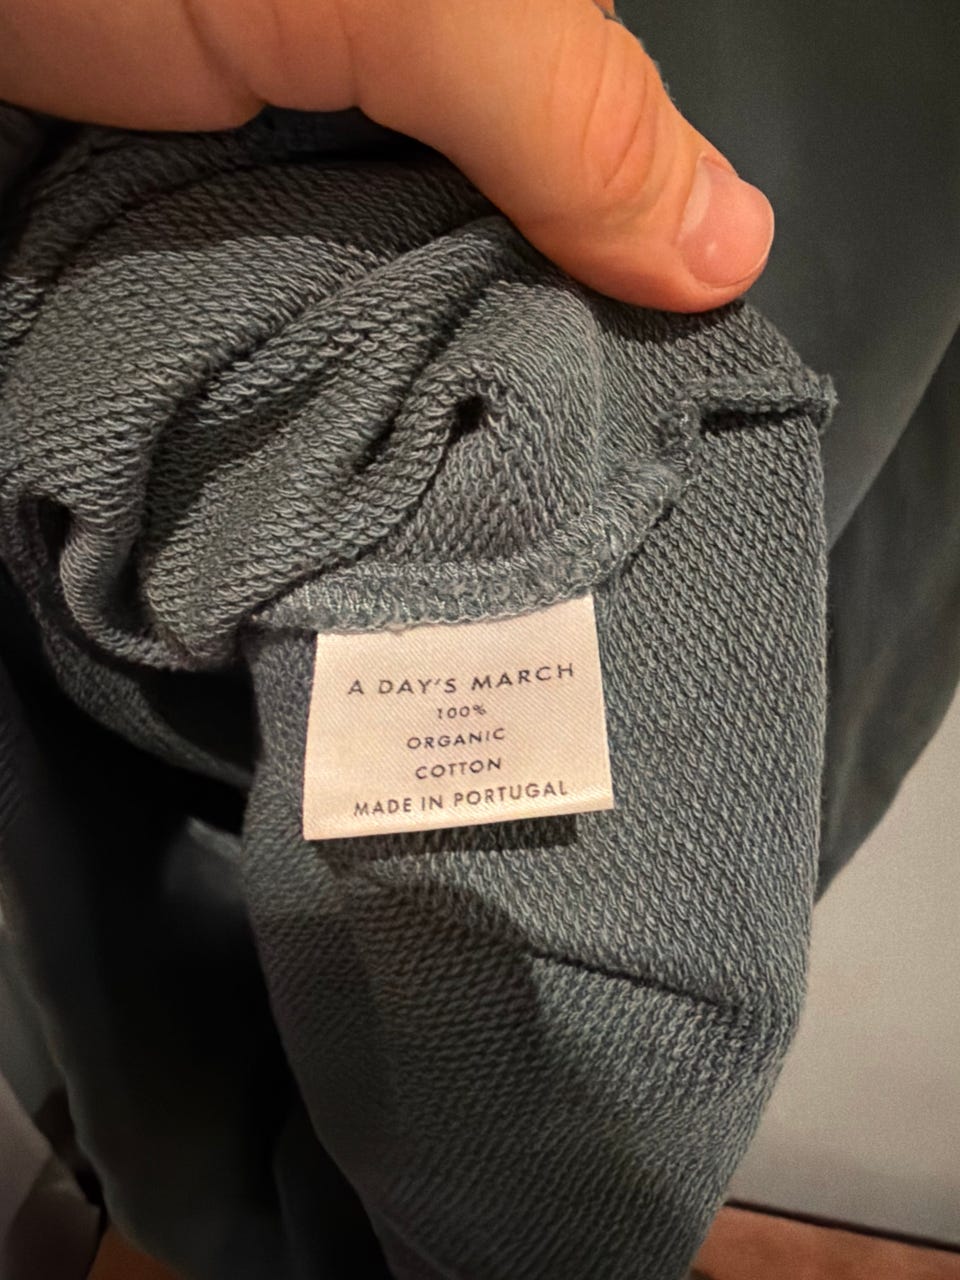 A DAY'S MARCH
100%
ORGANIC
COTTON
MADE IN PORTUGAL